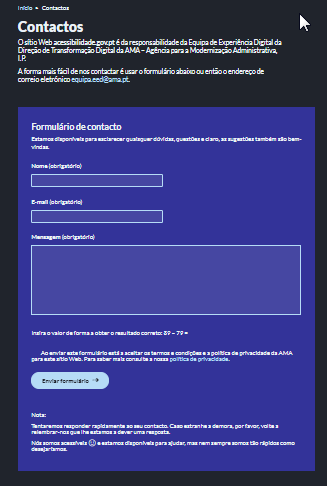 Início ▸ Contactos
Contactos
O sítio Web acessibilidade.gov.pt é da responsabilidade da Equipa de Experiência Digital da
Direção de Transformação Digital da AMA – Agência para a Modernização Administrativa,
I.P.
A forma mais fácil de nos contactar é usar o formulário abaixo ou então o endereço de
correio eletrónico equipa.eed@ama.pt.
Formulário de contacto
Estamos disponíveis para esclarecer quaisquer dúvidas, questões e claro, as sugestões também são bem-
vindas.
Nome (obrigatório)
E-mail (obrigatório)
Mensagem (obrigatório)
Insira o valor de forma a obter o resultado correto: 89 − 79 =
Ao enviar este formulário está a aceitar os termos e condições e a política de privacidade da AMA
para este sítio Web. Para saber mais consulte a nossa política de privacidade.
Enviar formulário →
Nota:
Tentaremos responder rapidamente ao seu contacto. Caso estranhe a demora, por favor, volte a
relembrar-nos que lhe estamos a dever uma resposta.
Nós somos acessíveis 🙂 e estamos disponíveis para ajudar, mas nem sempre somos tão rápidos como
desejaríamos.